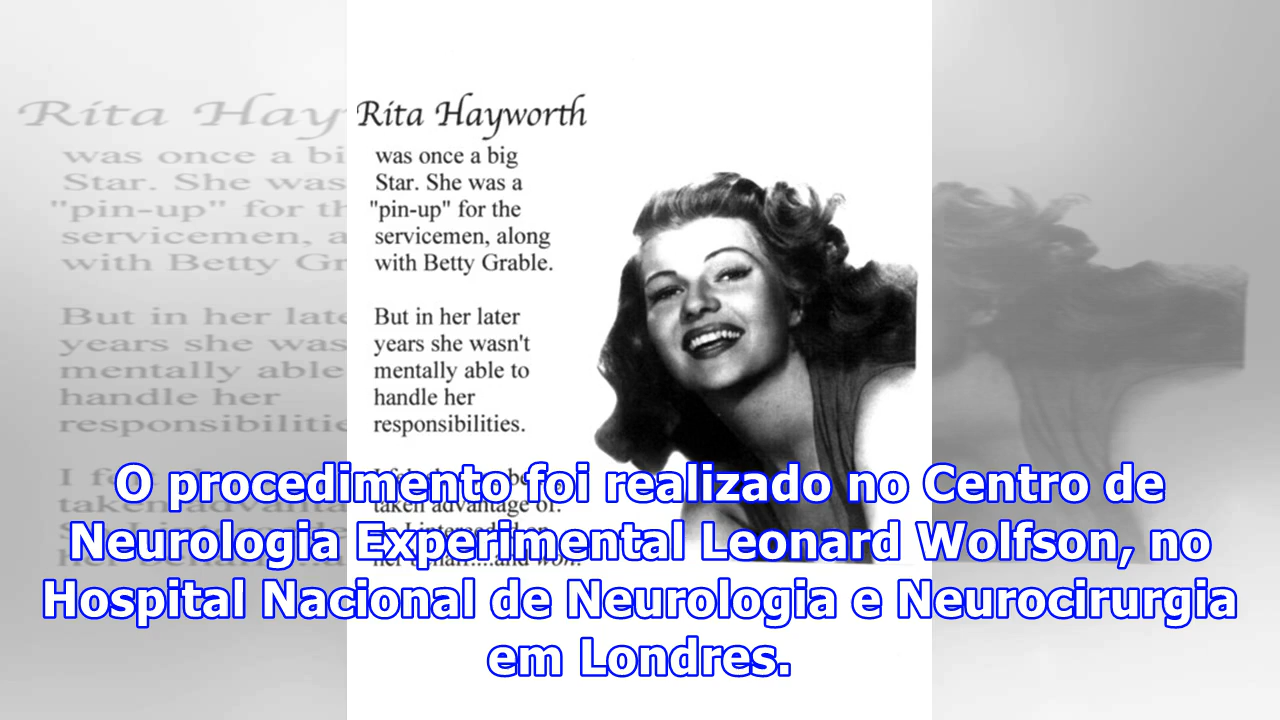 Rita Hayworth
was once a big
Star. She was a
"pin-up" for the
servicemen, along
with Betty Grable.
But in her later
years she wasn't
mentally able to
handle her
responsibilities.
taken advantage of.
O procedimento foi realizado no Centro de
Neurologia Experimental Leonard Wolfson, no
Hospital Nacional de Neurologia e Neurocirurgia
em Londres.